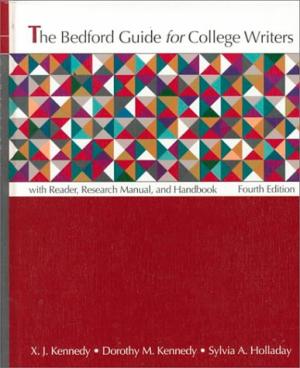 The Bedford Guide for College Writers
with Reader, Research Manual, and Handbook Fourth Edition
X. J. Kennedy • Dorothy M. Kennedy • Sylvia A. Holladay